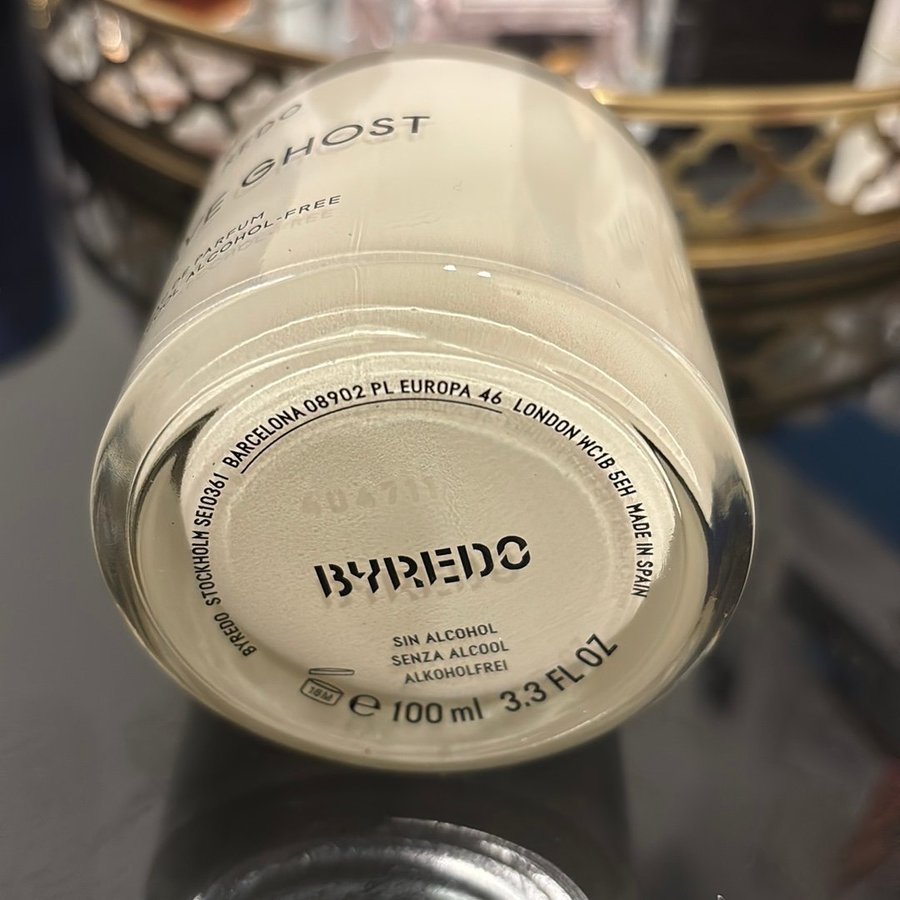 GHOST
PARFUM
ALCOHOL-FREE
BYREDO STOCKHOLM SE10361 BARCELONA 08902 PL EUROPA 46 LONDON WC1B 5EH MADE IN SPAIN
BYREDO
SIN ALCOHOL
SENZA ALCOOL
ALKOHOLFREI
18M ℮ 100 ml 3.3 FL OZ